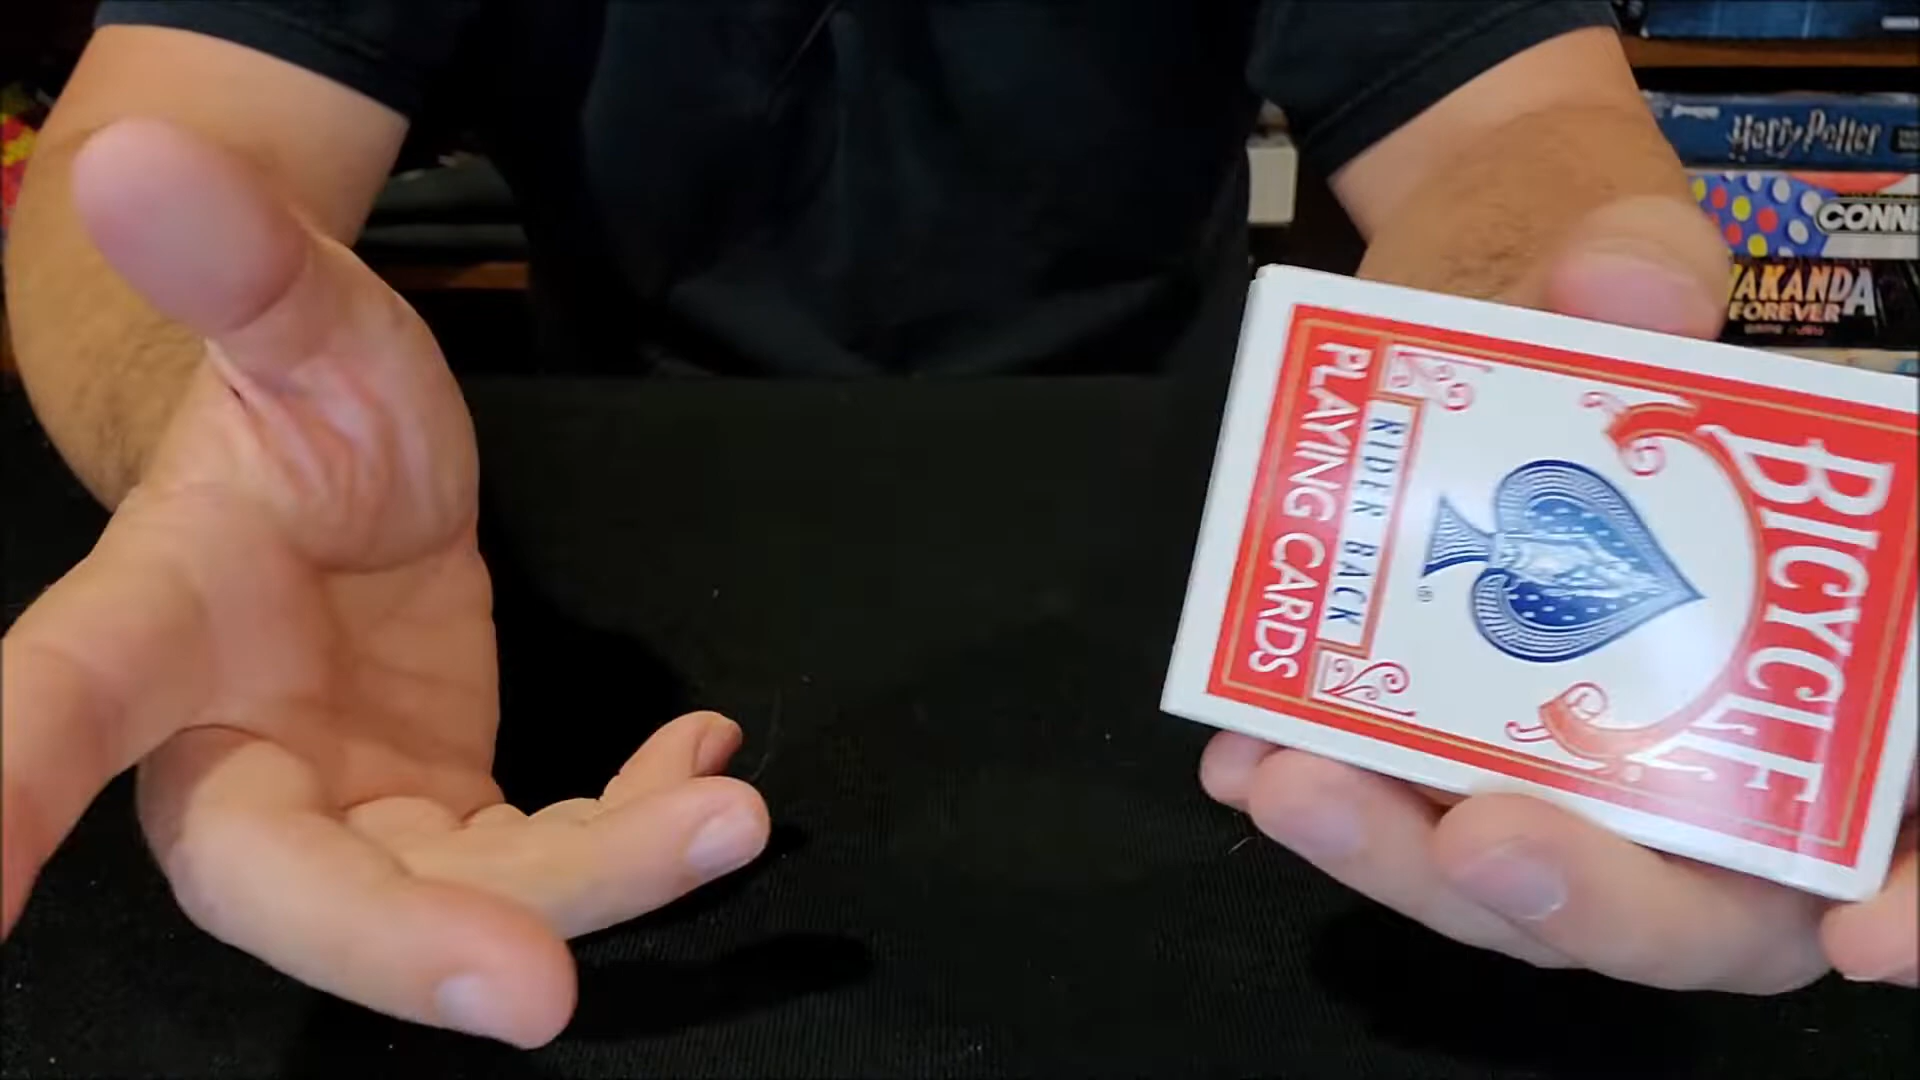 Harry Potter
CONN
WAKANDA
FOREVER
BICYCLE
®
RIDER BACK
PLAYING CARDS